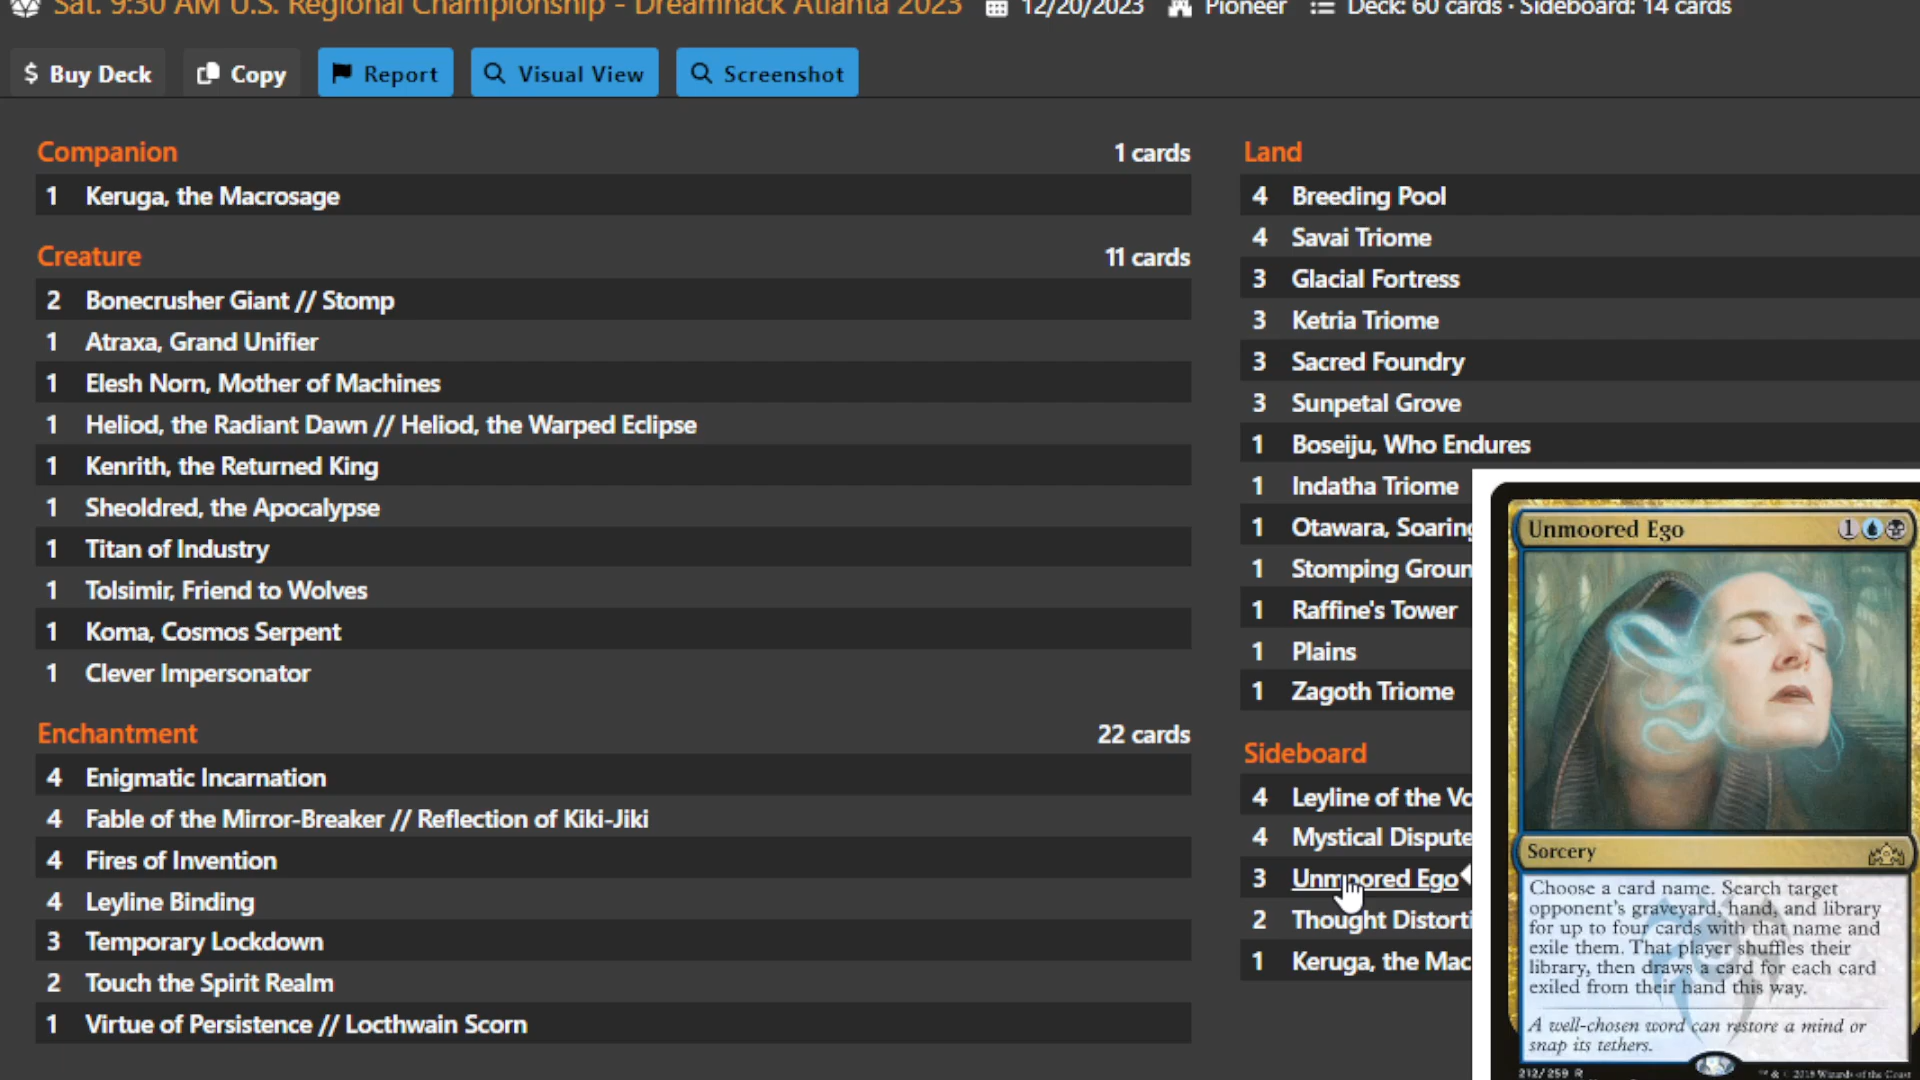 Sat. 9:30 AM U.S. Regional Championship - Dreamhack Atlanta 2023 12/20/2023 Pioneer Deck: 60 cards · Sideboard: 14 cards
$ Buy Deck Copy Report Visual View Screenshot
Companion 1 cards
1 Keruga, the Macrosage
Creature 11 cards
2 Bonecrusher Giant // Stomp
1 Atraxa, Grand Unifier
1 Elesh Norn, Mother of Machines
1 Heliod, the Radiant Dawn // Heliod, the Warped Eclipse
1 Kenrith, the Returned King
1 Sheoldred, the Apocalypse
1 Titan of Industry
1 Tolsimir, Friend to Wolves
1 Koma, Cosmos Serpent
1 Clever Impersonator
Enchantment 22 cards
4 Enigmatic Incarnation
4 Fable of the Mirror-Breaker // Reflection of Kiki-Jiki
4 Fires of Invention
4 Leyline Binding
3 Temporary Lockdown
2 Touch the Spirit Realm
1 Virtue of Persistence // Locthwain Scorn
Land
4 Breeding Pool
4 Savai Triome
3 Glacial Fortress
3 Ketria Triome
3 Sacred Foundry
3 Sunpetal Grove
1 Boseiju, Who Endures
1 Indatha Triome
1 Otawara, Soaring
1 Stomping Groun
1 Raffine's Tower
1 Plains
1 Zagoth Triome
Sideboard
4 Leyline of the Vo
4 Mystical Dispute
3 Unmoored Ego
2 Thought Distorti
1 Keruga, the Mac
Unmoored Ego 1
Sorcery
Choose a card name. Search target
opponent's graveyard, hand, and library
for up to four cards with that name and
exile them. That player shuffles their
library, then draws a card for each card
exiled from their hand this way.
A well-chosen word can restore a mind or
snap its tethers.
212/259 R
™ & © 2018 Wizards of the Coast